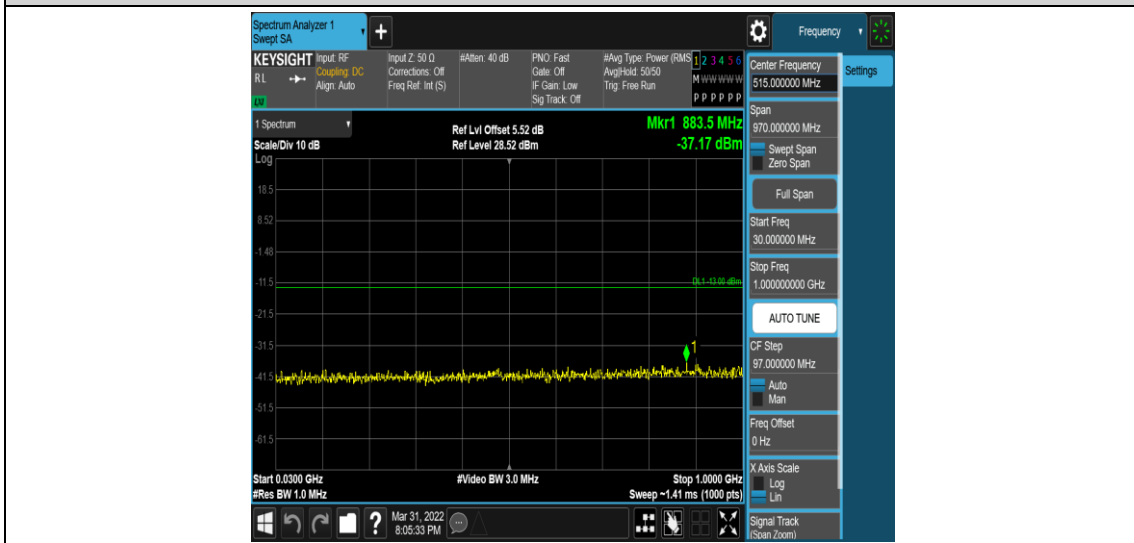 Spectrum Analyzer 1
Swept SA
+
Frequency
KEYSIGHT
RL
LXI
Input: RF
Coupling: DC
Align: Auto
Input Z: 50 Ω
Corrections: Off
Freq Ref: Int (S)
#Atten: 40 dB
PNO: Fast
Gate: Off
IF Gain: Low
Sig Track: Off
#Avg Type: Power (RMS
Avg|Hold: 50/50
Trig: Free Run
1 2 3 4 5 6
M W W W W W
P P P P P P
1 Spectrum
Scale/Div 10 dB
Log
Ref Lvl Offset 5.52 dB
Ref Level 28.52 dBm
Mkr1 883.5 MHz
-37.17 dBm
18.5
8.52
-1.48
-11.5
DL1 -13.00 dBm
-21.5
-31.5
1
-41.5
-51.5
-61.5
Start 0.0300 GHz
#Res BW 1.0 MHz
#Video BW 3.0 MHz
Stop 1.0000 GHz
Sweep ~1.41 ms (1000 pts)
?
Mar 31, 2022
8:05:33 PM
Center Frequency
515.000000 MHz
Settings
Span
970.000000 MHz
Swept Span
Zero Span
Full Span
Start Freq
30.000000 MHz
Stop Freq
1.000000000 GHz
AUTO TUNE
CF Step
97.000000 MHz
Auto
Man
Freq Offset
0 Hz
X Axis Scale
Log
Lin
Signal Track
(Span Zoom)